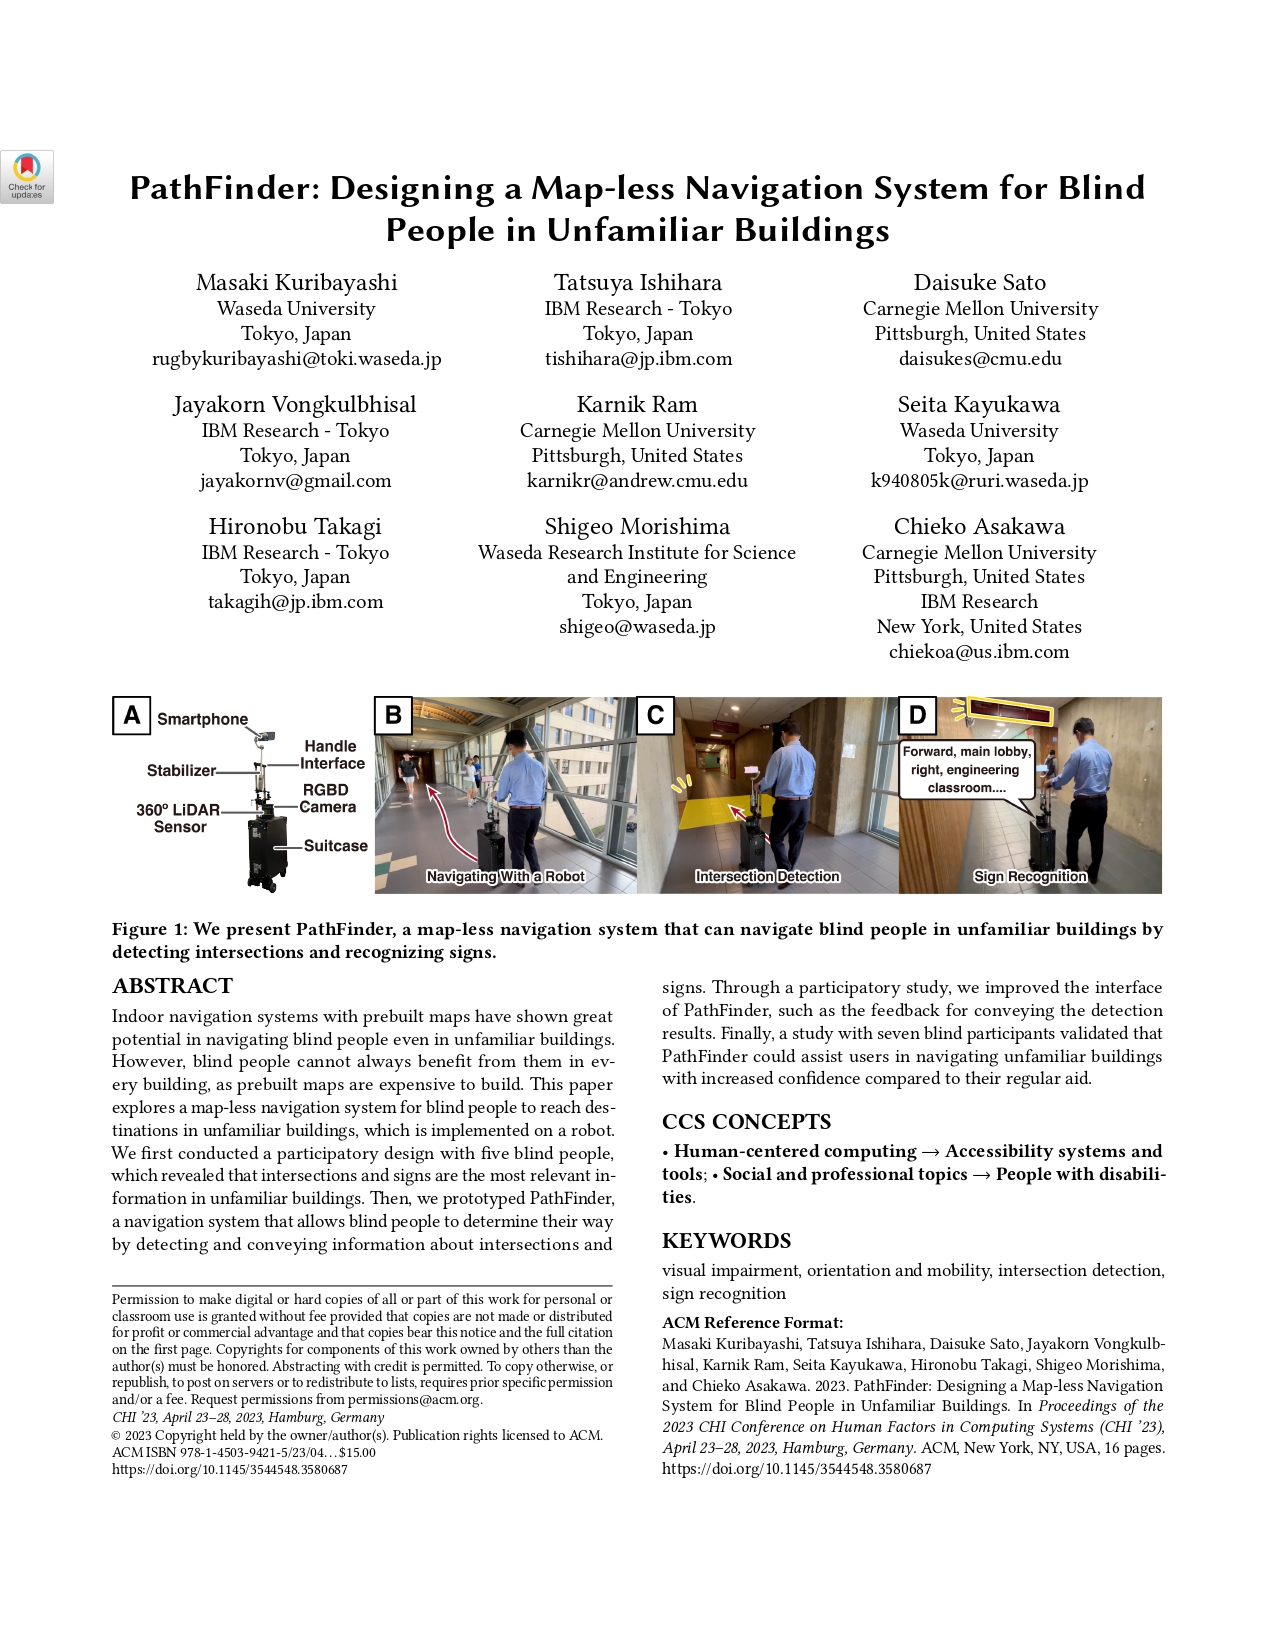 Check for
updates
PathFinder: Designing a Map-less Navigation System for Blind
People in Unfamiliar Buildings
Masaki Kuribayashi
Waseda University
Tokyo, Japan
rugbykuribayashi@toki.waseda.jp
Tatsuya Ishihara
IBM Research - Tokyo
Tokyo, Japan
tishihara@jp.ibm.com
Daisuke Sato
Carnegie Mellon University
Pittsburgh, United States
daisukes@cmu.edu
Jayakorn Vongkulbhisal
IBM Research - Tokyo
Tokyo, Japan
jayakornv@gmail.com
Karnik Ram
Carnegie Mellon University
Pittsburgh, United States
karnikr@andrew.cmu.edu
Seita Kayukawa
Waseda University
Tokyo, Japan
k940805k@ruri.waseda.jp
Hironobu Takagi
IBM Research - Tokyo
Tokyo, Japan
takagih@jp.ibm.com
Shigeo Morishima
Waseda Research Institute for Science
and Engineering
Tokyo, Japan
shigeo@waseda.jp
Chieko Asakawa
Carnegie Mellon University
Pittsburgh, United States
IBM Research
New York, United States
chiekoa@us.ibm.com
A
Smartphone
Handle
Interface
Stabilizer
RGBD
Camera
360º LiDAR
Sensor
Suitcase
B
Navigating With a Robot
C
Intersection Detection
D
Forward, main lobby,
right, engineering
classroom....
Sign Recognition
Figure 1: We present PathFinder, a map-less navigation system that can navigate blind people in unfamiliar buildings by
detecting intersections and recognizing signs.
ABSTRACT
Indoor navigation systems with prebuilt maps have shown great
potential in navigating blind people even in unfamiliar buildings.
However, blind people cannot always benefit from them in ev-
ery building, as prebuilt maps are expensive to build. This paper
explores a map-less navigation system for blind people to reach des-
tinations in unfamiliar buildings, which is implemented on a robot.
We first conducted a participatory design with five blind people,
which revealed that intersections and signs are the most relevant in-
formation in unfamiliar buildings. Then, we prototyped PathFinder,
a navigation system that allows blind people to determine their way
by detecting and conveying information about intersections and
Permission to make digital or hard copies of all or part of this work for personal or
classroom use is granted without fee provided that copies are not made or distributed
for profit or commercial advantage and that copies bear this notice and the full citation
on the first page. Copyrights for components of this work owned by others than the
author(s) must be honored. Abstracting with credit is permitted. To copy otherwise, or
republish, to post on servers or to redistribute to lists, requires prior specific permission
and/or a fee. Request permissions from permissions@acm.org.
CHI ’23, April 23–28, 2023, Hamburg, Germany
© 2023 Copyright held by the owner/author(s). Publication rights licensed to ACM.
ACM ISBN 978-1-4503-9421-5/23/04...$15.00
https://doi.org/10.1145/3544548.3580687
signs. Through a participatory study, we improved the interface
of PathFinder, such as the feedback for conveying the detection
results. Finally, a study with seven blind participants validated that
PathFinder could assist users in navigating unfamiliar buildings
with increased confidence compared to their regular aid.
CCS CONCEPTS
• Human-centered computing → Accessibility systems and
tools; • Social and professional topics → People with disabili-
ties.
KEYWORDS
visual impairment, orientation and mobility, intersection detection,
sign recognition
ACM Reference Format:
Masaki Kuribayashi, Tatsuya Ishihara, Daisuke Sato, Jayakorn Vongkulb-
hisal, Karnik Ram, Seita Kayukawa, Hironobu Takagi, Shigeo Morishima,
and Chieko Asakawa. 2023. PathFinder: Designing a Map-less Navigation
System for Blind People in Unfamiliar Buildings. In Proceedings of the
2023 CHI Conference on Human Factors in Computing Systems (CHI ’23),
April 23–28, 2023, Hamburg, Germany. ACM, New York, NY, USA, 16 pages.
https://doi.org/10.1145/3544548.3580687